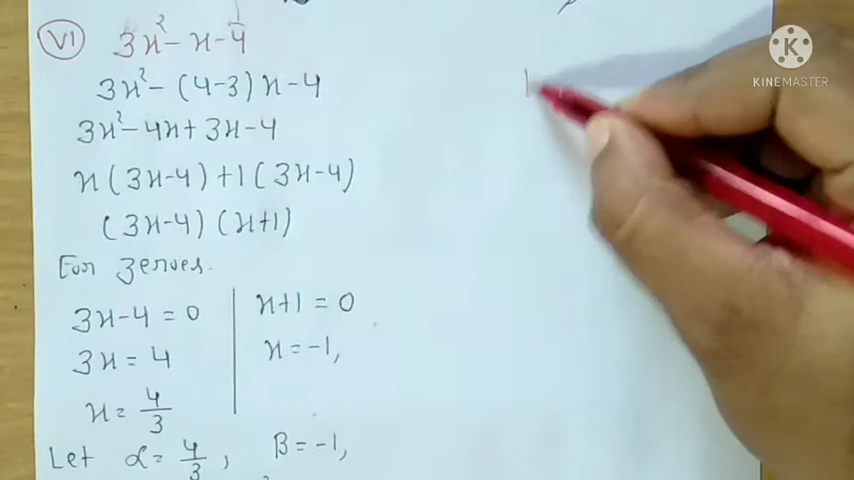 VI 3x² - x - 4
3x² - (4-3)x - 4
3x² - 4x + 3x - 4
x(3x-4) + 1(3x-4)
(3x-4)(x+1)
For zeroes.
3x-4 = 0
3x = 4
x = 4/3
x+1 = 0
x = -1,
Let α = 4/3, β = -1,
KINEMASTER